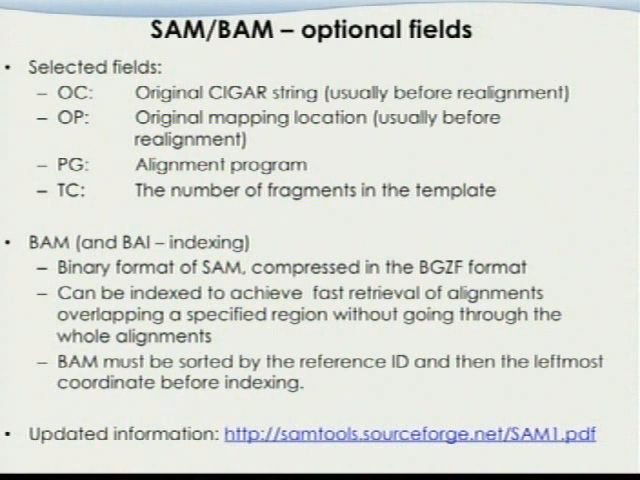 SAM/BAM – optional fields
• Selected fields:
– OC: Original CIGAR string (usually before realignment)
– OP: Original mapping location (usually before
realignment)
– PG: Alignment program
– TC: The number of fragments in the template
• BAM (and BAI – indexing)
– Binary format of SAM, compressed in the BGZF format
– Can be indexed to achieve fast retrieval of alignments
overlapping a specified region without going through the
whole alignments
– BAM must be sorted by the reference ID and then the leftmost
coordinate before indexing.
• Updated information: http://samtools.sourceforge.net/SAM1.pdf